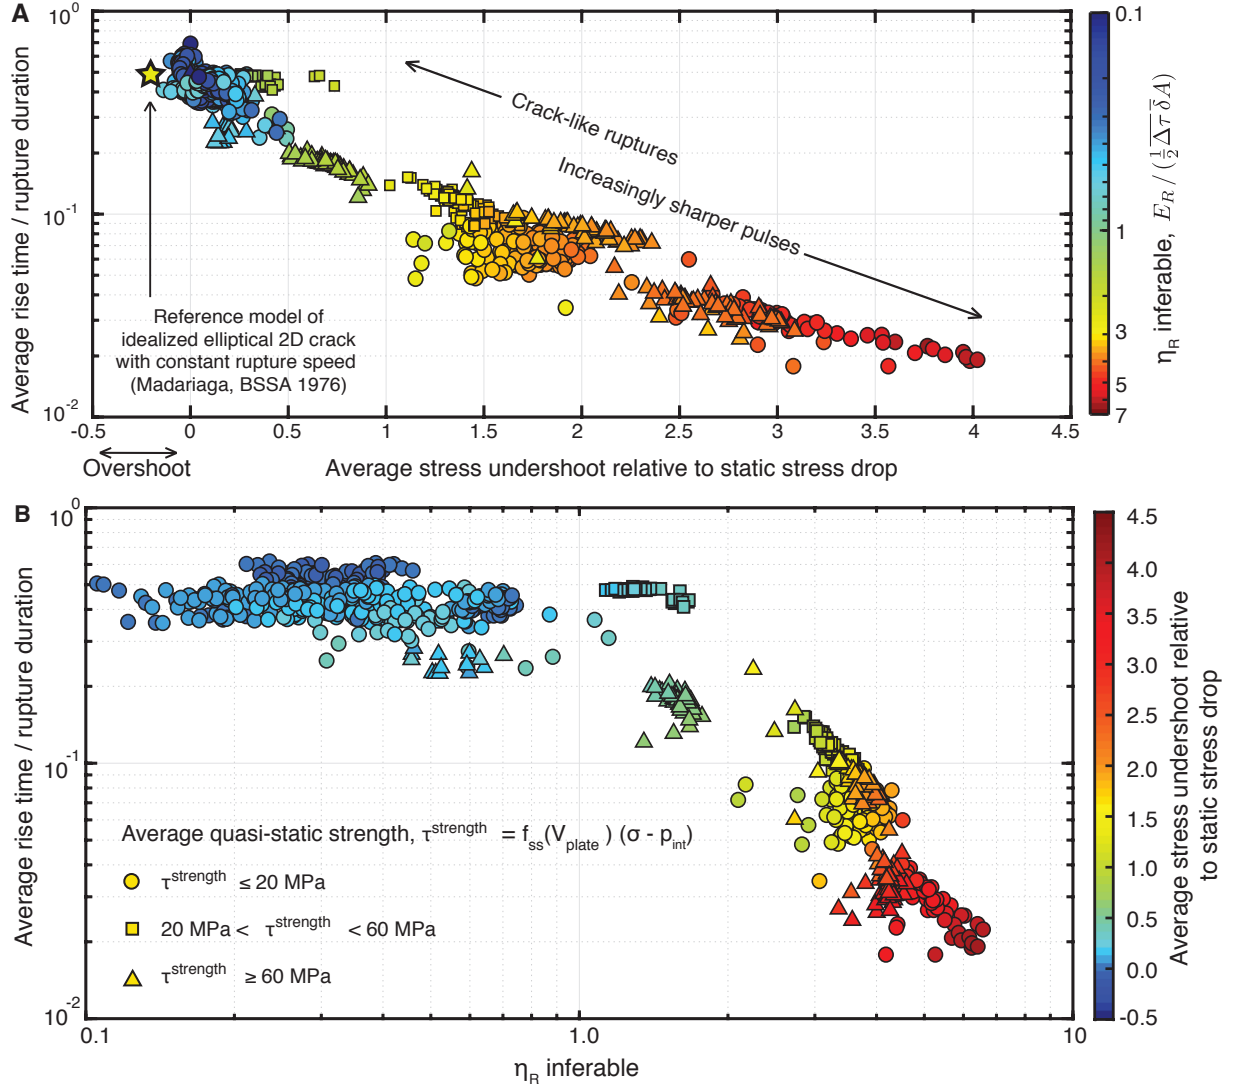 A
10^0
10^-1
10^-2
Average rise time / rupture duration
Crack-like ruptures
Increasingly sharper pulses
Reference model of
idealized elliptical 2D crack
with constant rupture speed
(Madariaga, BSSA 1976)
-0.5 0 0.5 1 1.5 2 2.5 3 3.5 4 4.5
Overshoot
Average stress undershoot relative to static stress drop
0.1
1
3
5
7
η_R inferable, E_R / (½ \overline{Δτ} \overline{δ} A)
B
10^0
10^-1
10^-2
Average rise time / rupture duration
Average quasi-static strength, τ^strength = f_ss(V_plate) (σ - p_int)
τ^strength ≤ 20 MPa
20 MPa < τ^strength < 60 MPa
τ^strength ≥ 60 MPa
0.1 1.0 10
η_R inferable
4.5
4.0
3.5
3.0
2.5
2.0
1.5
1.0
0.5
0.0
-0.5
Average stress undershoot relative
to static stress drop